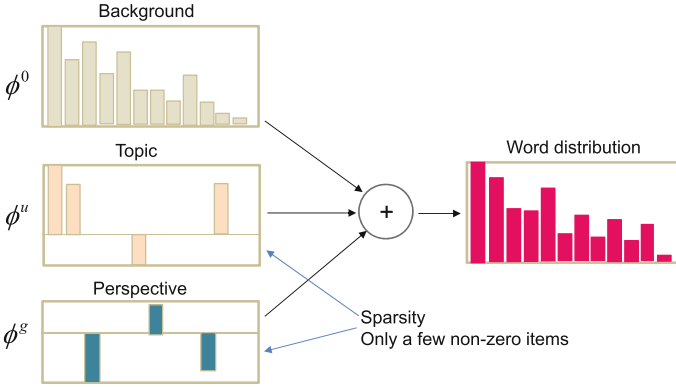 Background
ϕ⁰
Topic
ϕᵘ
+
Word distribution
Perspective
ϕᵍ
Sparsity
Only a few non-zero items